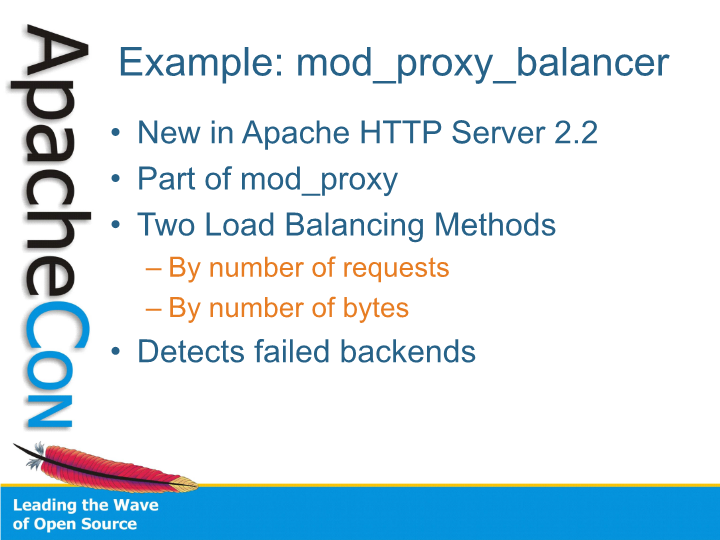 ApacheCon
Example: mod_proxy_balancer
• New in Apache HTTP Server 2.2
• Part of mod_proxy
• Two Load Balancing Methods
– By number of requests
– By number of bytes
• Detects failed backends
Leading the Wave
of Open Source